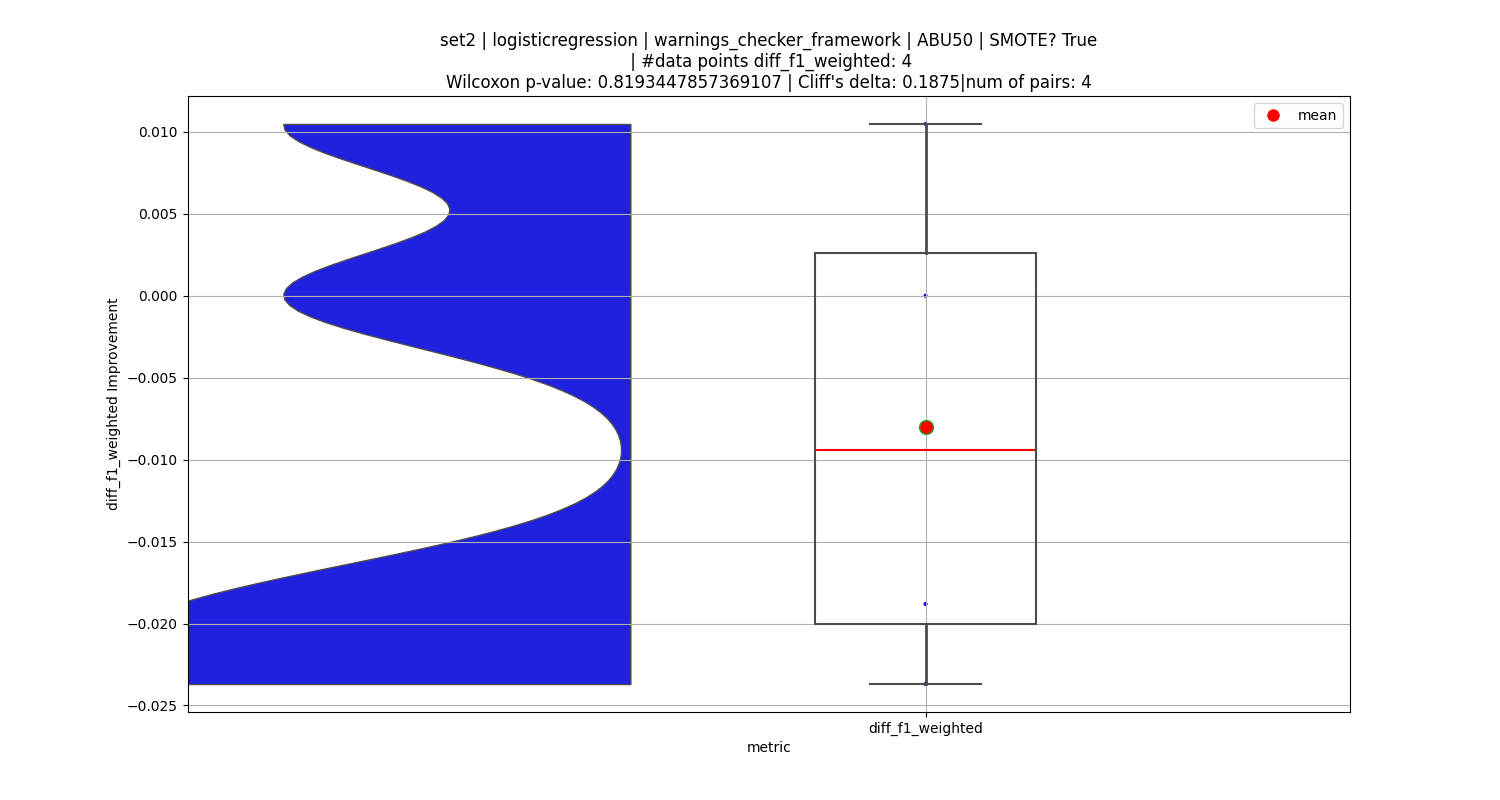 set2 | logisticregression | warnings_checker_framework | ABU50 | SMOTE? True
| #data points diff_f1_weighted: 4
Wilcoxon p-value: 0.8193447857369107 | Cliff's delta: 0.1875|num of pairs: 4
mean
0.010
0.005
0.000
−0.005
−0.010
−0.015
−0.020
−0.025
diff_f1_weighted Improvement
diff_f1_weighted
metric